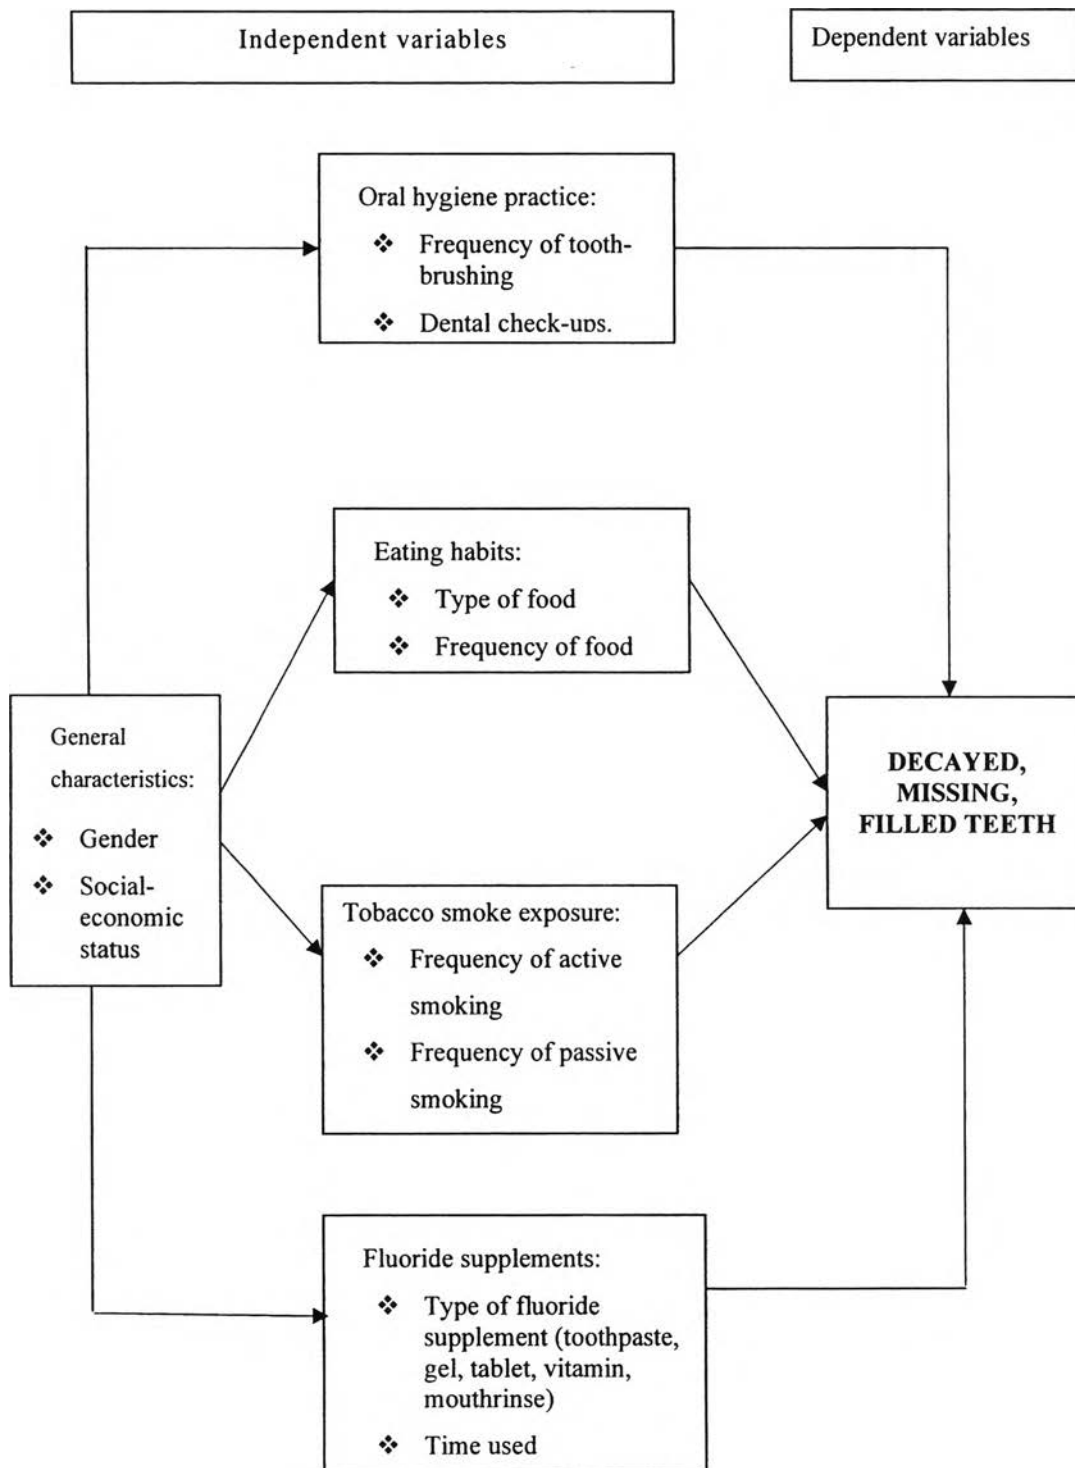 Independent variables
Dependent variables
Oral hygiene practice:
❖ Frequency of tooth-
brushing
❖ Dental check-ups.
Eating habits:
❖ Type of food
❖ Frequency of food
General
characteristics:
❖ Gender
❖ Social-
economic
status
DECAYED,
MISSING,
FILLED TEETH
Tobacco smoke exposure:
❖ Frequency of active
smoking
❖ Frequency of passive
smoking
Fluoride supplements:
❖ Type of fluoride
supplement (toothpaste,
gel, tablet, vitamin,
mouthrinse)
❖ Time used